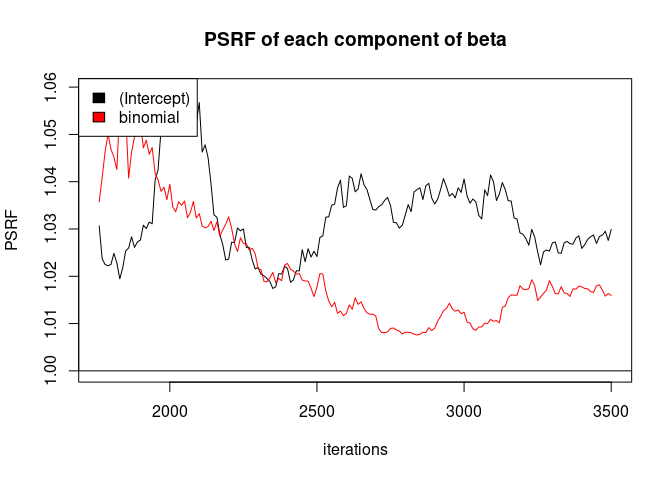 PSRF of each component of beta
(Intercept)
binomial
1.06
1.05
1.04
1.03
1.02
1.01
1.00
PSRF
2000 2500 3000 3500
iterations